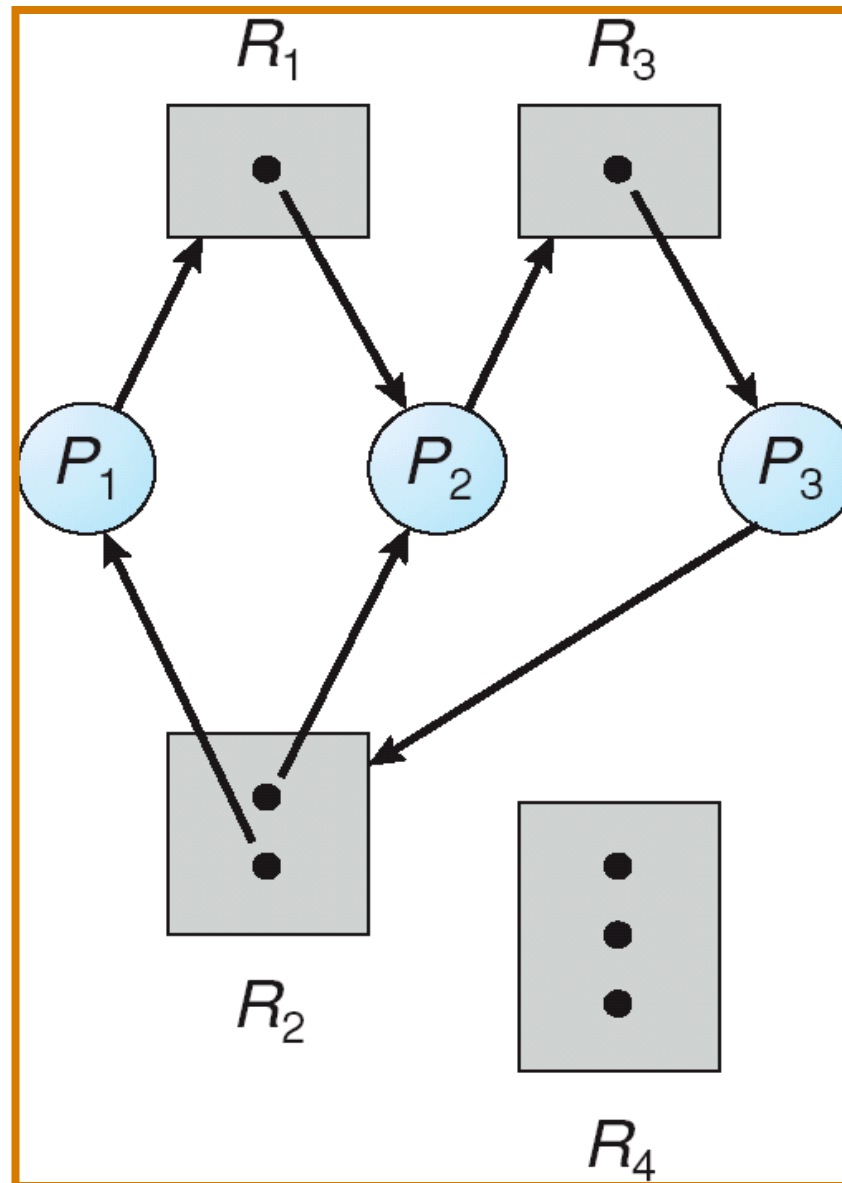 R₁ R₃
P₁ P₂ P₃
R₂
R₄